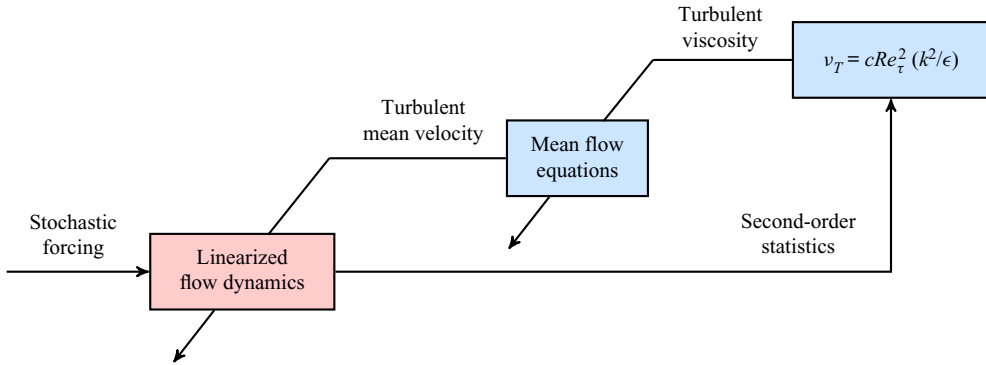 Turbulent
viscosity
ν_T = cRe_τ^2 (k^2/ϵ)
Turbulent
mean velocity
Mean flow
equations
Stochastic
forcing
Linearized
flow dynamics
Second-order
statistics